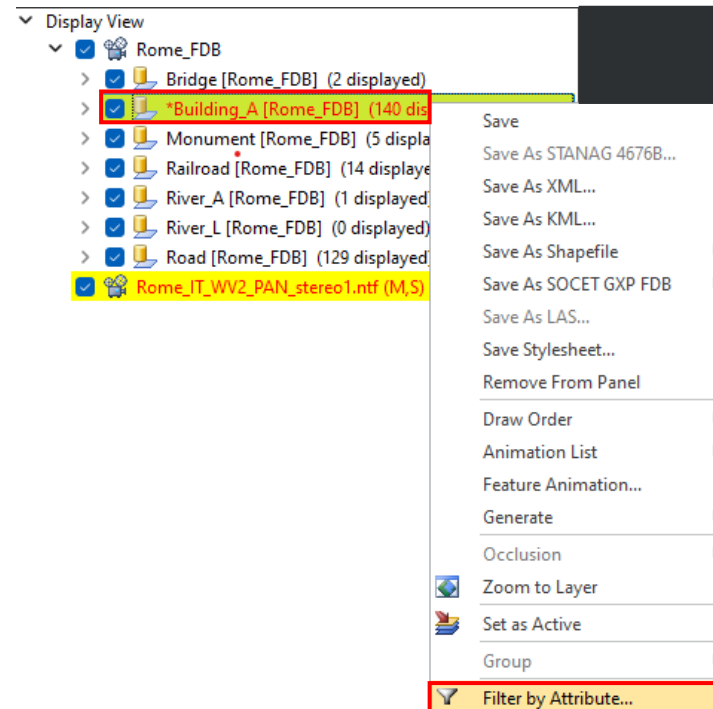 Display View
Rome_FDB
Bridge [Rome_FDB] (2 displayed)
*Building_A [Rome_FDB] (140 dis
Monument [Rome_FDB] (5 displa
Railroad [Rome_FDB] (14 displaye
River_A [Rome_FDB] (1 displayed
River_L [Rome_FDB] (0 displayed)
Road [Rome_FDB] (129 displayed
Rome_IT_WV2_PAN_stereo1.ntf (M,S)
Save
Save As STANAG 4676B...
Save As XML...
Save As KML...
Save As Shapefile
Save As SOCET GXP FDB
Save As LAS...
Save Stylesheet...
Remove From Panel
Draw Order
Animation List
Feature Animation...
Generate
Occlusion
Zoom to Layer
Set as Active
Group
Filter by Attribute...